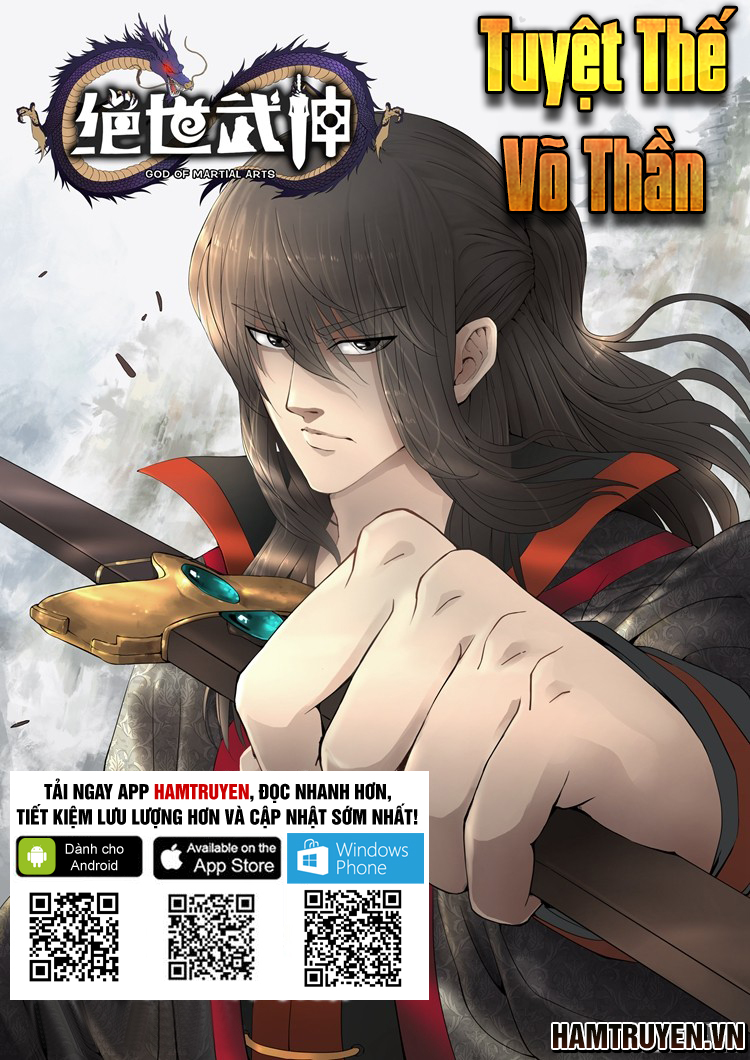 絕世武神
GOD OF MARTIAL ARTS
Tuyệt Thế
Võ Thần
TẢI NGAY APP HAMTRUYEN, ĐỌC NHANH HƠN,
TIẾT KIỆM LƯU LƯỢNG HƠN VÀ CẬP NHẬT SỚM NHẤT!
Dành cho
Android
Available on the
App Store
Windows
Phone
HAMTRUYEN.VN